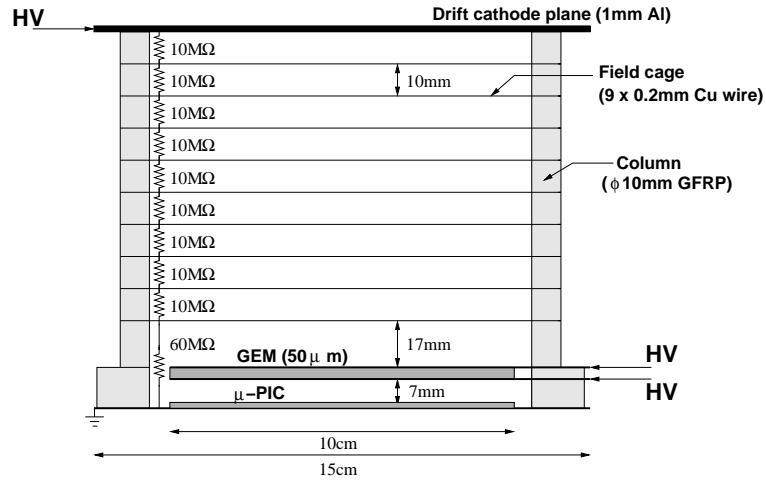 Drift cathode plane (1mm Al)
HV
10MΩ
10MΩ
10mm
Field cage
(9 x 0.2mm Cu wire)
10MΩ
10MΩ
10MΩ
Column
(ϕ10mm GFRP)
10MΩ
10MΩ
10MΩ
10MΩ
60MΩ
17mm
GEM (50μm)
HV
HV
μ-PIC
7mm
10cm
15cm